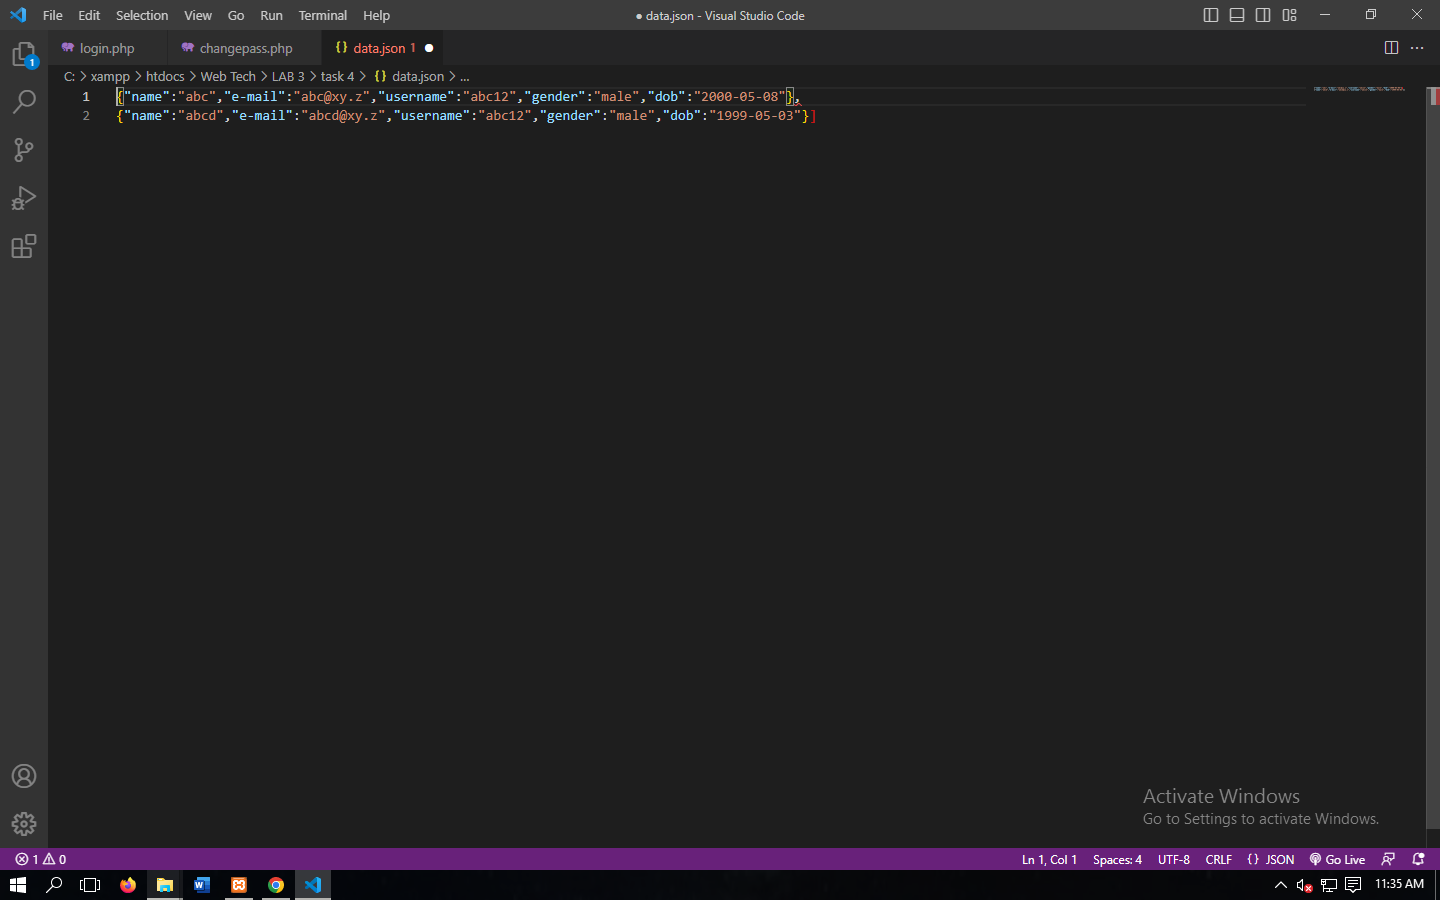 File Edit Selection View Go Run Terminal Help
● data.json - Visual Studio Code
login.php
changepass.php
data.json 1
C: > xampp > htdocs > Web Tech > LAB 3 > task 4 > {} data.json > ...
1 {"name":"abc","e-mail":"abc@xy.z","username":"abc12","gender":"male","dob":"2000-05-08"},
2 {"name":"abcd","e-mail":"abcd@xy.z","username":"abc12","gender":"male","dob":"1999-05-03"}]
1
Activate Windows
Go to Settings to activate Windows.
1 0
Ln 1, Col 1 Spaces: 4 UTF-8 CRLF {} JSON Go Live
11:35 AM